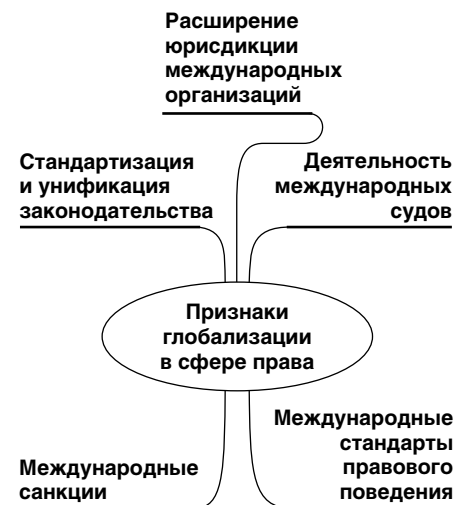 Расширение
юрисдикции
международных
организаций
Стандартизация
и унификация
законодательства
Деятельность
международных
судов
Признаки
глобализации
в сфере права
Международные
санкции
Международные
стандарты
правового
поведения